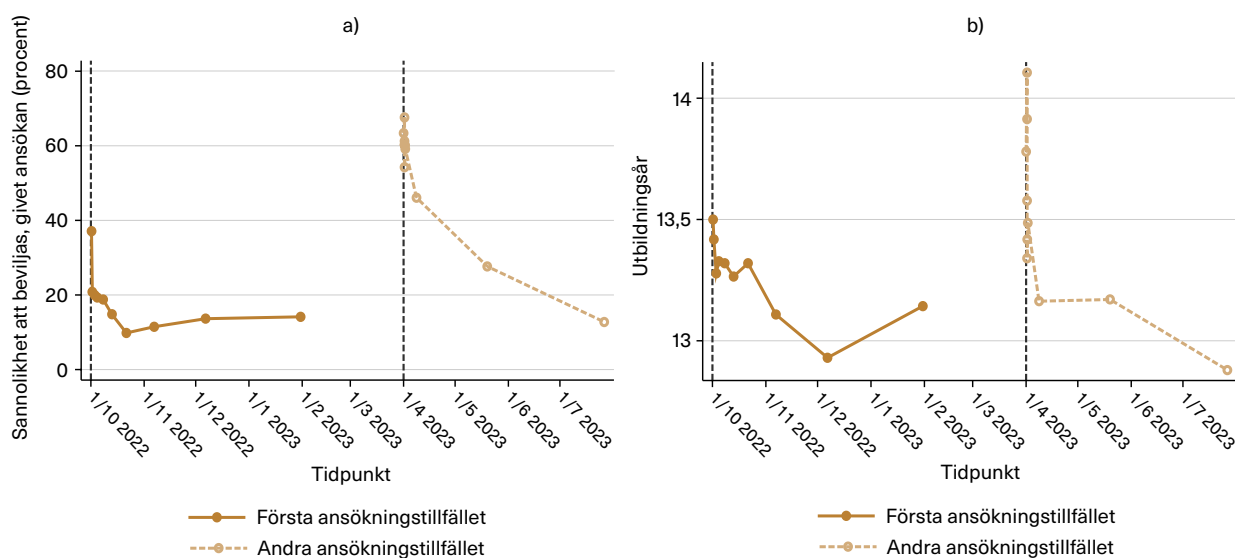 a)
Sannolikhet att beviljas, givet ansökan (procent)
80
60
40
20
0
1/10 2022
1/11 2022
1/12 2022
1/1 2023
1/2 2023
1/3 2023
1/4 2023
1/5 2023
1/6 2023
1/7 2023
Tidpunkt
Första ansökningstillfället
Andra ansökningstillfället
b)
Utbildningsår
14
13,5
13
1/10 2022
1/11 2022
1/12 2022
1/1 2023
1/2 2023
1/3 2023
1/4 2023
1/5 2023
1/6 2023
1/7 2023
Tidpunkt
Första ansökningstillfället
Andra ansökningstillfället